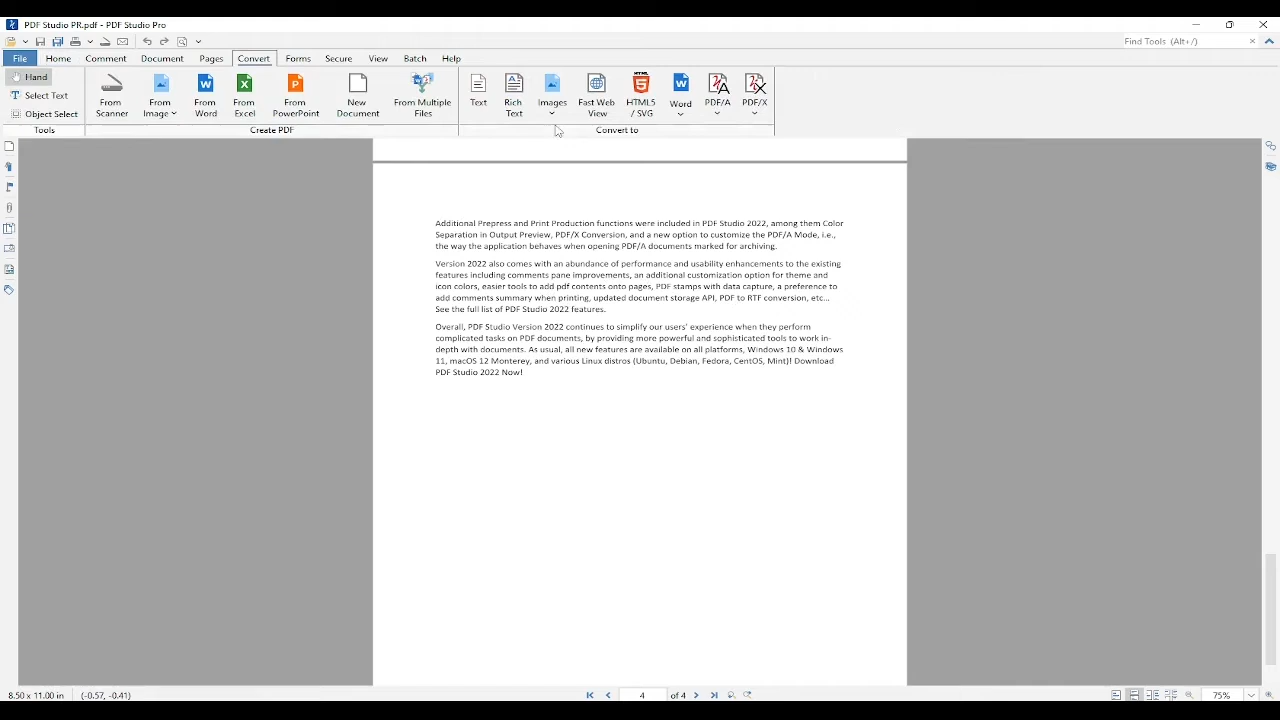 PDF Studio PR.pdf - PDF Studio Pro
Find Tools (Alt+/)
File Home Comment Document Pages Convert Forms Secure View Batch Help
Hand
Select Text
Object Select
Tools
From Scanner
From Image
From Word
From Excel
From PowerPoint
New Document
From Multiple Files
Create PDF
Text
Rich Text
Images
Fast Web View
HTML5 / SVG
Word
PDF/A
PDF/X
Convert to
Additional Prepress and Print Production functions were included in PDF Studio 2022, among them Color
Separation in Output Preview, PDF/X Conversion, and a new option to customize the PDF/A Mode, i.e.,
the way the application behaves when opening PDF/A documents marked for archiving.
Version 2022 also comes with an abundance of performance and usability enhancements to the existing
features including comments pane improvements, an additional customization option for theme and
icon colors, easier tools to add pdf contents onto pages, PDF stamps with data capture, a preference to
add comments summary when printing, updated document storage API, PDF to RTF conversion, etc...
See the full list of PDF Studio 2022 features.
Overall, PDF Studio Version 2022 continues to simplify our users' experience when they perform
complicated tasks on PDF documents, by providing more powerful and sophisticated tools to work in-
depth with documents. As usual, all new features are available on all platforms, Windows 10 & Windows
11, macOS 12 Monterey, and various Linux distros (Ubuntu, Debian, Fedora, CentOS, Mint)! Download
PDF Studio 2022 Now!
8.50 x 11.00 in (-0.57, -0.41) 4 of 4 75%